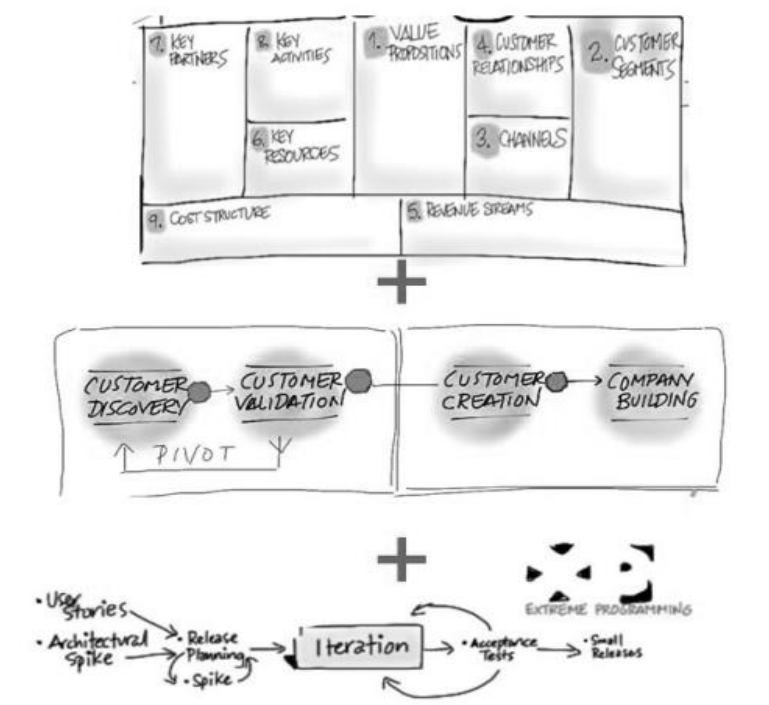 7. KEY
PARTNERS
8. KEY
ACTIVITIES
1. VALUE
PROPOSITIONS
4. CUSTOMER
RELATIONSHIPS
2. CUSTOMER
SEGMENTS
6. KEY
RESOURCES
3. CHANNELS
9. COST STRUCTURE
5. REVENUE STREAMS
+
CUSTOMER
DISCOVERY
CUSTOMER
VALIDATION
CUSTOMER
CREATION
COMPANY
BUILDING
PIVOT
+
XP
EXTREME PROGRAMMING
• User
Stories
• Architectural
Spike
• Release
Planning
• Spike
Iteration
• Acceptance
Tests
• Small
Releases